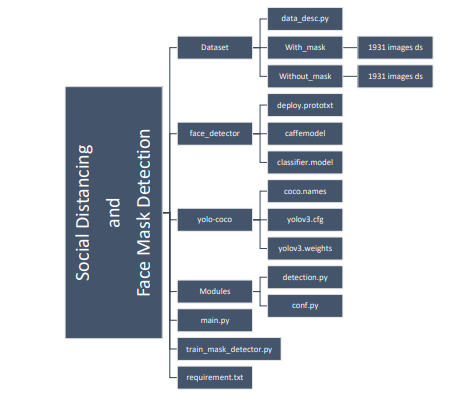 Social Distancing
and
Face Mask Detection
Dataset
data_desc.py
With_mask
1931 images ds
Without_mask
1931 images ds
face_detector
deploy.prototxt
caffemodel
classifier.model
yolo-coco
coco.names
yolov3.cfg
yolov3.weights
Modules
detection.py
conf.py
main.py
train_mask_detector.py
requirement.txt